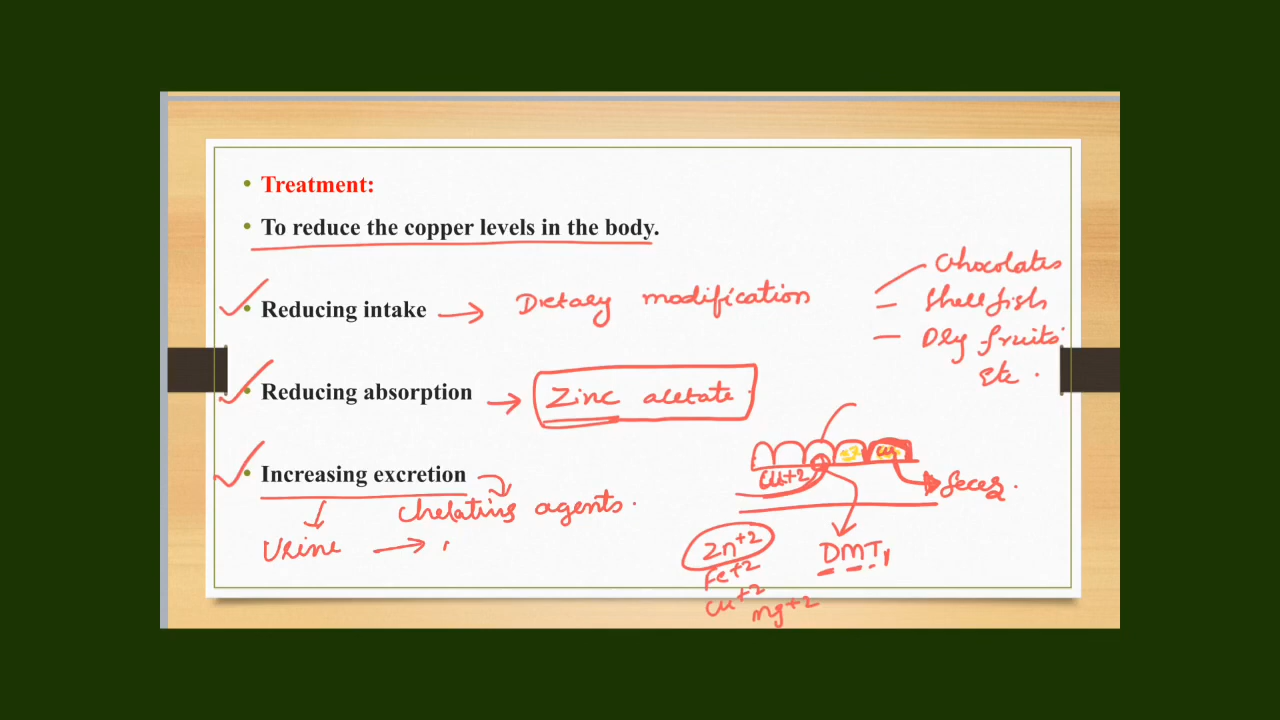 • Treatment:
• To reduce the copper levels in the body.
Chocolates
• Reducing intake → Dietary modification
– Shell fish
– Dry fruits
etc.
• Reducing absorption → Zinc acetate.
• Increasing excretion
Cu
Cu+2
feces.
chelating agents.
Urine →
Zn+2
DMT1
Fe+2
Cu+2
mg+2